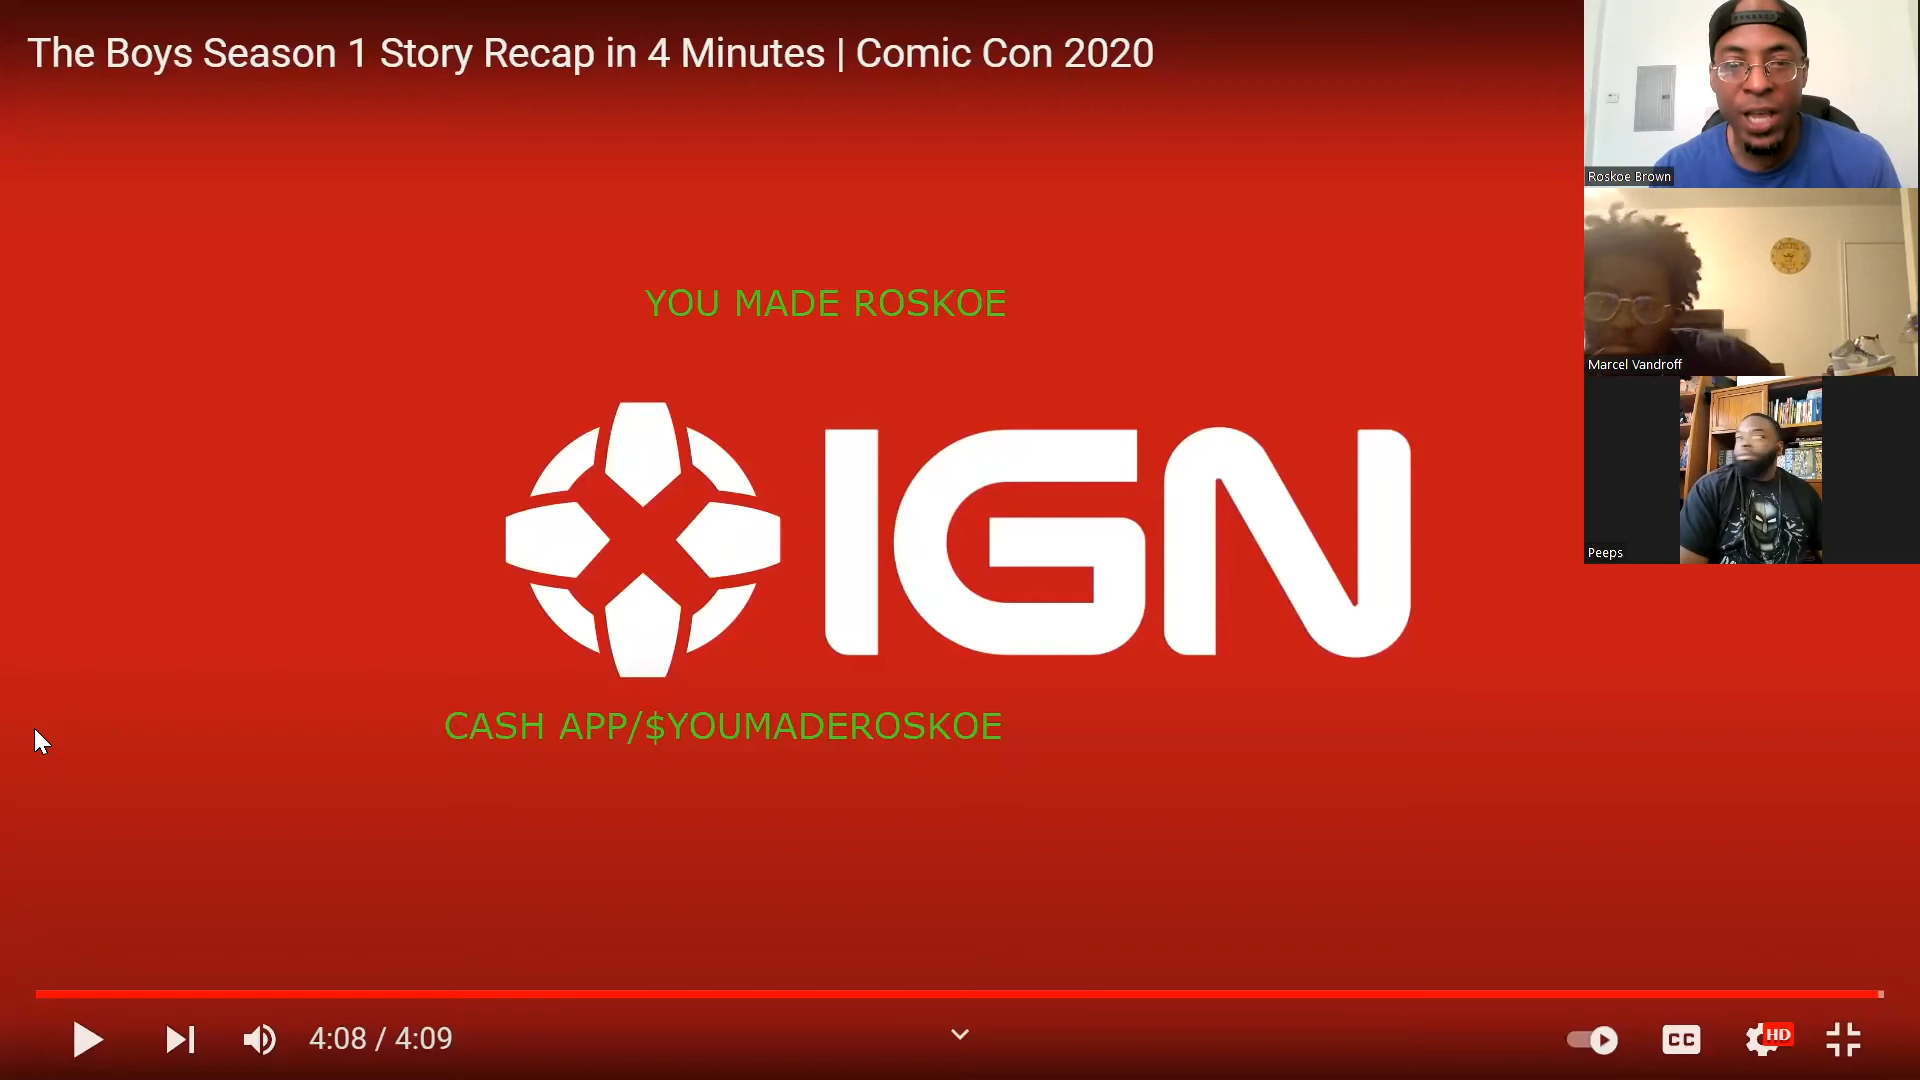 The Boys Season 1 Story Recap in 4 Minutes | Comic Con 2020
Roskoe Brown
YOU MADE ROSKOE
Marcel Vandroff
IGN
Peeps
CASH APP/$YOUMADEROSKOE
4:08 / 4:09
CC
HD